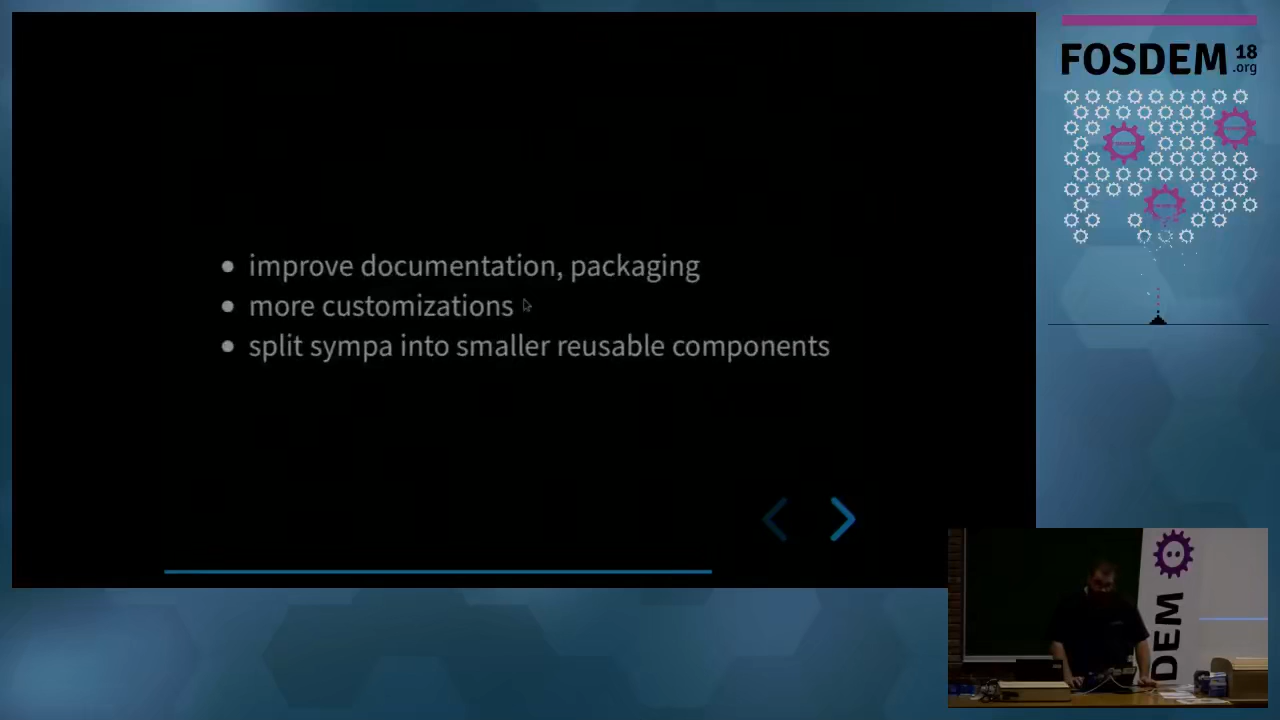 improve documentation, packaging
more customizations
split sympa into smaller reusable components
FOSDEM 18
.org
DEM